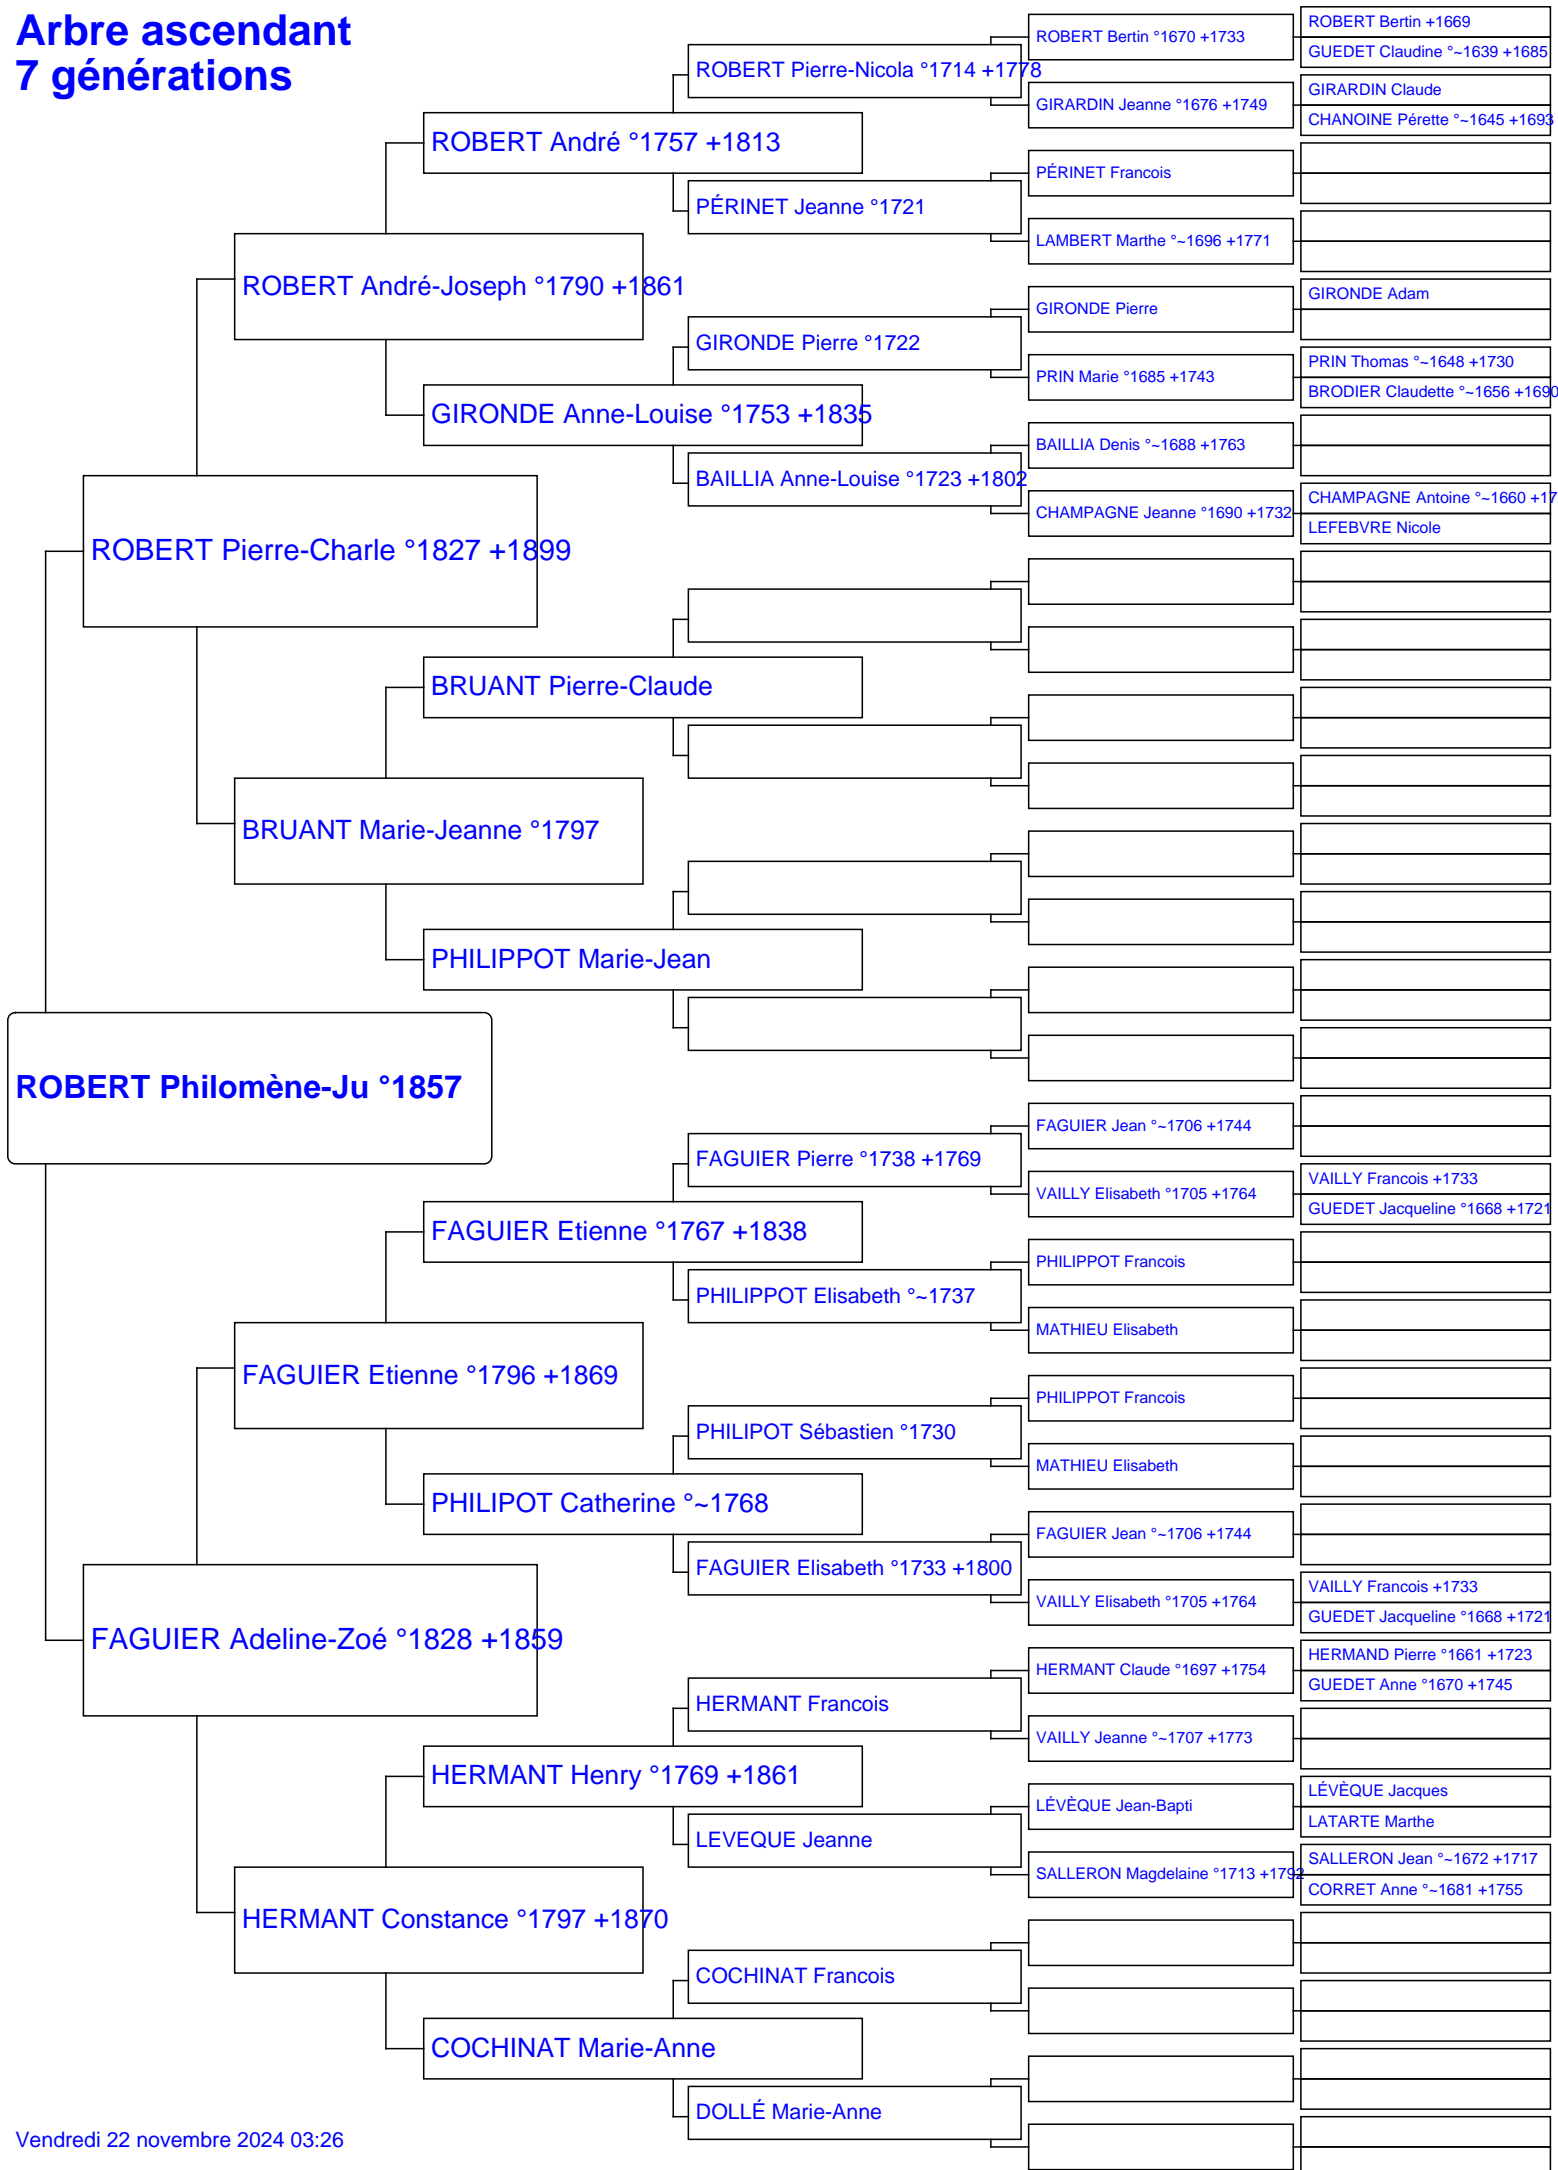 Arbre ascendant
7 générations
ROBERT Philomène-Ju °1857
ROBERT Pierre-Charle °1827 +1899
FAGUIER Adeline-Zoé °1828 +1859
ROBERT André-Joseph °1790 +1861
BRUANT Marie-Jeanne °1797
FAGUIER Etienne °1796 +1869
HERMANT Constance °1797 +1870
ROBERT André °1757 +1813
GIRONDE Anne-Louise °1753 +1835
BRUANT Pierre-Claude
PHILIPPOT Marie-Jean
FAGUIER Etienne °1767 +1838
PHILIPOT Catherine °~1768
HERMANT Henry °1769 +1861
COCHINAT Marie-Anne
ROBERT Pierre-Nicola °1714 +1778
PÉRINET Jeanne °1721
GIRONDE Pierre °1722
BAILLIA Anne-Louise °1723 +1802
FAGUIER Pierre °1738 +1769
PHILIPPOT Elisabeth °~1737
PHILIPOT Sébastien °1730
FAGUIER Elisabeth °1733 +1800
HERMANT Francois
LEVEQUE Jeanne
COCHINAT Francois
DOLLÉ Marie-Anne
ROBERT Bertin °1670 +1733
GIRARDIN Jeanne °1676 +1749
PÉRINET Francois
LAMBERT Marthe °~1696 +1771
GIRONDE Pierre
PRIN Marie °1685 +1743
BAILLIA Denis °~1688 +1763
CHAMPAGNE Jeanne °1690 +1732
FAGUIER Jean °~1706 +1744
VAILLY Elisabeth °1705 +1764
PHILIPPOT Francois
MATHIEU Elisabeth
PHILIPPOT Francois
MATHIEU Elisabeth
FAGUIER Jean °~1706 +1744
VAILLY Elisabeth °1705 +1764
HERMANT Claude °1697 +1754
VAILLY Jeanne °~1707 +1773
LÉVÈQUE Jean-Bapti
SALLERON Magdelaine °1713 +1792
ROBERT Bertin +1669
GUEDET Claudine °~1639 +1685
GIRARDIN Claude
CHANOINE Pérette °~1645 +1693
GIRONDE Adam
PRIN Thomas °~1648 +1730
BRODIER Claudette °~1656 +1690
CHAMPAGNE Antoine °~1660 +17
LEFEBVRE Nicole
VAILLY Francois +1733
GUEDET Jacqueline °1668 +1721
VAILLY Francois +1733
GUEDET Jacqueline °1668 +1721
HERMAND Pierre °1661 +1723
GUEDET Anne °1670 +1745
LÉVÈQUE Jacques
LATARTE Marthe
SALLERON Jean °~1672 +1717
CORRET Anne °~1681 +1755
Vendredi 22 novembre 2024 03:26